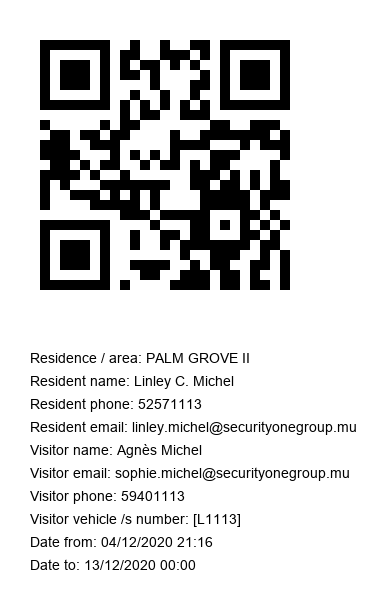 Residence / area: PALM GROVE II
Resident name: Linley C. Michel
Resident phone: 52571113
Resident email: linley.michel@securityonegroup.mu
Visitor name: Agnès Michel
Visitor email: sophie.michel@securityonegroup.mu
Visitor phone: 59401113
Visitor vehicle /s number: [L1113]
Date from: 04/12/2020 21:16
Date to: 13/12/2020 00:00